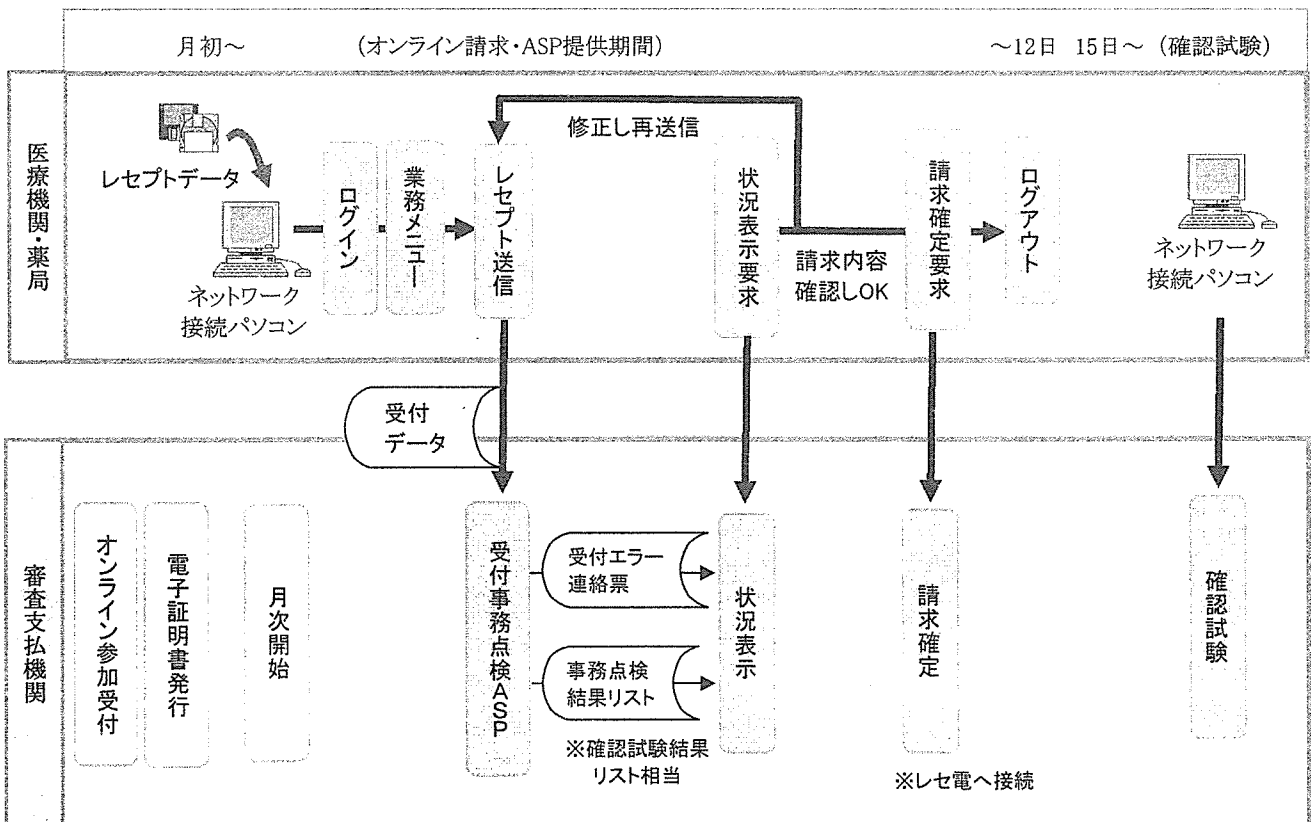 月初～ (オンライン請求・ASP提供期間) ～12日 15日～ (確認試験)
医療機関・薬局
レセプトデータ
ネットワーク
接続パソコン
ログイン
業務メニュー
レセプト送信
修正し再送信
状況表示要求
請求内容
確認しOK
請求確定要求
ログアウト
ネットワーク
接続パソコン
受付
データ
審査支払機関
オンライン参加受付
電子証明書発行
月次開始
受付事務点検ASP
受付エラー
連絡票
事務点検
結果リスト
※確認試験結果
リスト相当
状況表示
請求確定
※レセ電へ接続
確認試験